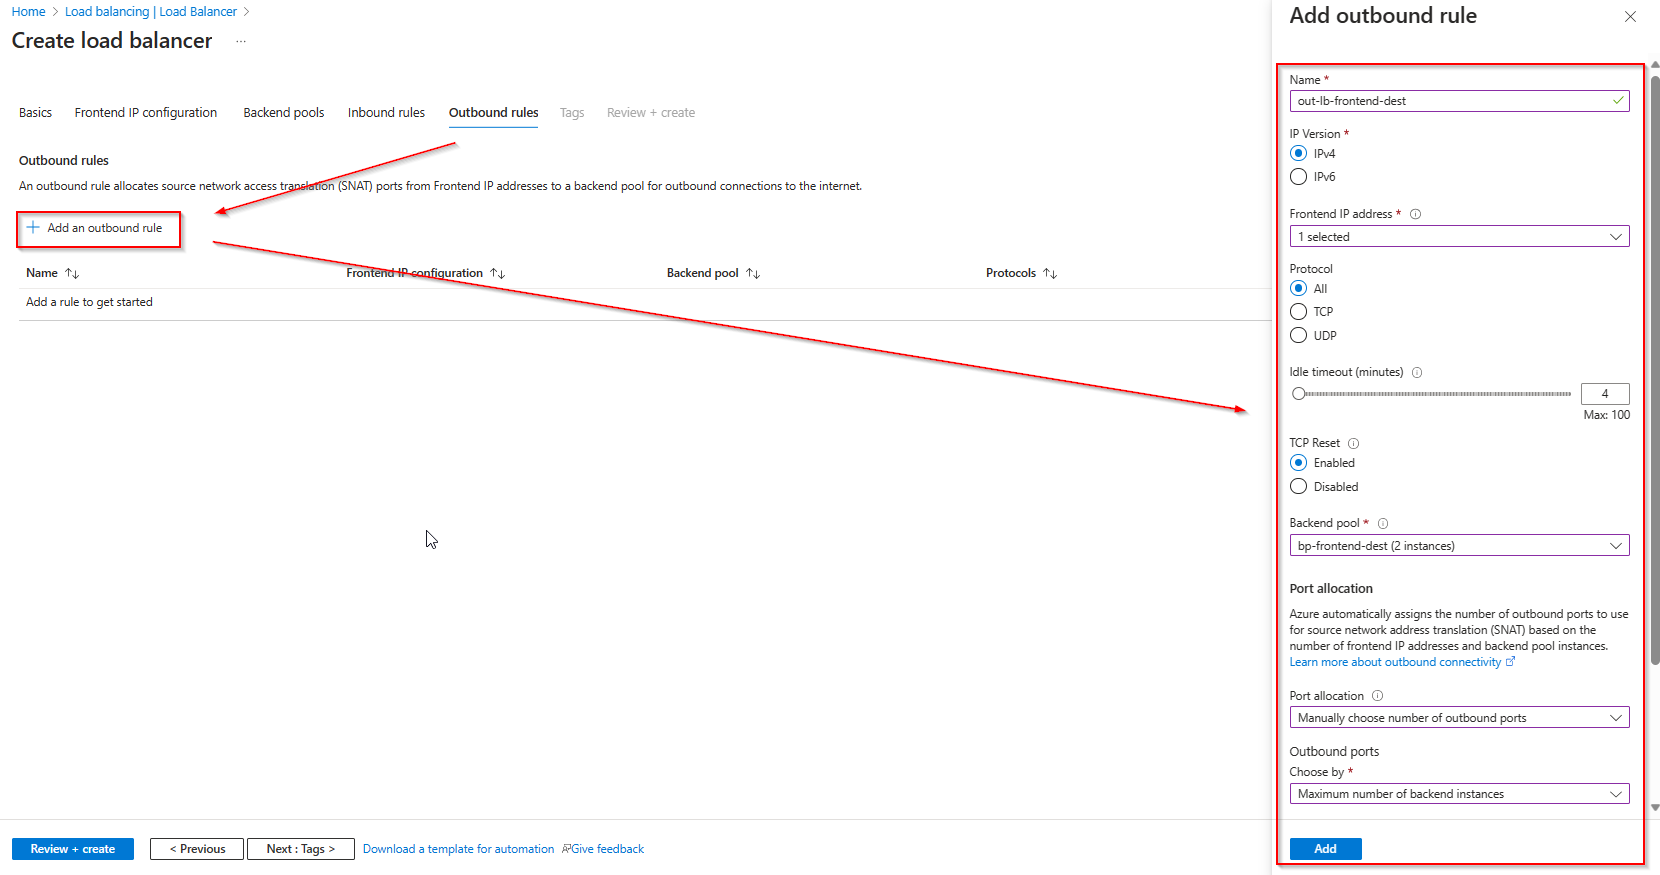 Home > Load balancing | Load Balancer >
Create load balancer ...
Basics Frontend IP configuration Backend pools Inbound rules Outbound rules Tags Review + create
Outbound rules
An outbound rule allocates source network access translation (SNAT) ports from Frontend IP addresses to a backend pool for outbound connections to the internet.
+ Add an outbound rule
Name ↑↓ Frontend IP configuration ↑↓ Backend pool ↑↓ Protocols ↑↓
Add a rule to get started
Review + create < Previous Next : Tags > Download a template for automation Give feedback
Add outbound rule
Name *
out-lb-frontend-dest
IP Version *
IPv4
IPv6
Frontend IP address *
1 selected
Protocol
All
TCP
UDP
Idle timeout (minutes)
4
Max: 100
TCP Reset
Enabled
Disabled
Backend pool *
bp-frontend-dest (2 instances)
Port allocation
Azure automatically assigns the number of outbound ports to use
for source network address translation (SNAT) based on the
number of frontend IP addresses and backend pool instances.
Learn more about outbound connectivity
Port allocation
Manually choose number of outbound ports
Outbound ports
Choose by *
Maximum number of backend instances
Add